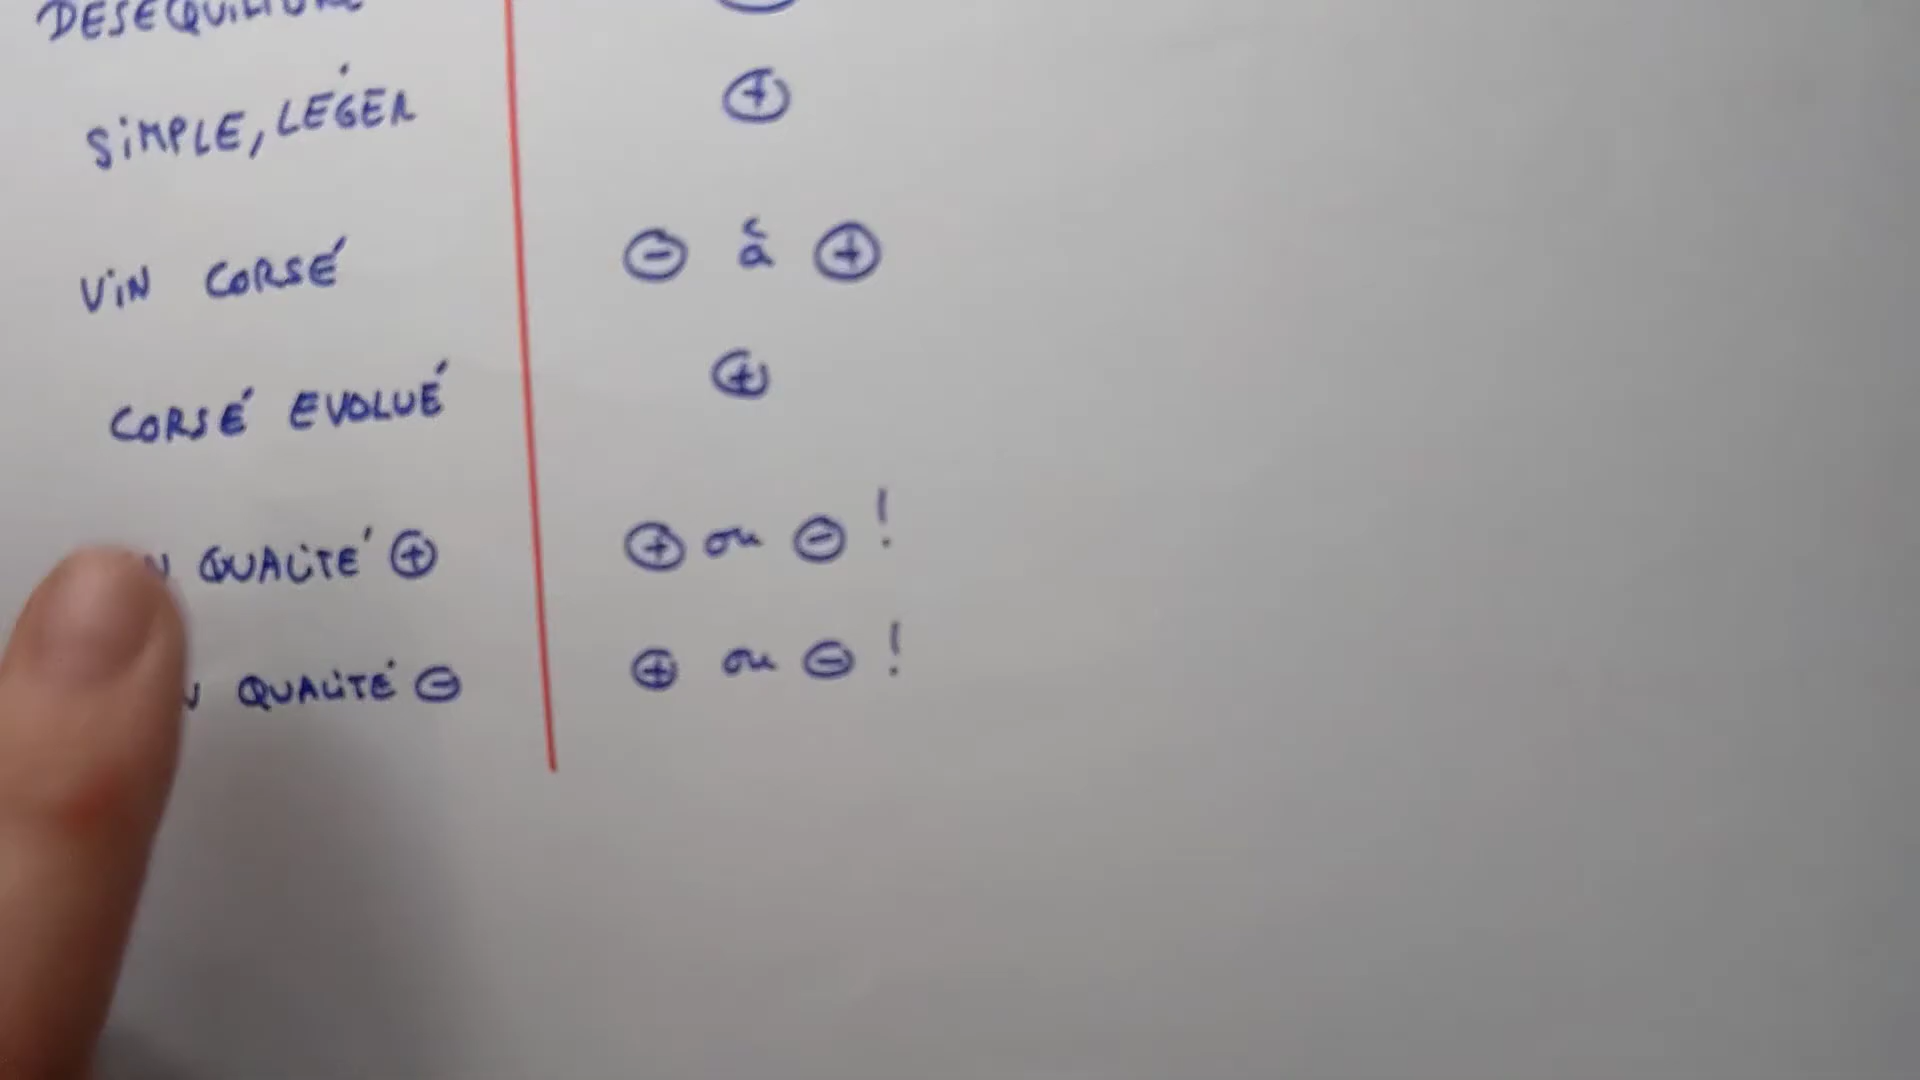 SIMPLE, LÉGER ⊕
VIN CORSÉ ⊖ à ⊕
CORSÉ EVOLUÉ ⊕
QUALITÉ ⊕ ⊕ ou ⊖ !
QUALITÉ ⊖ ⊕ ou ⊖ !